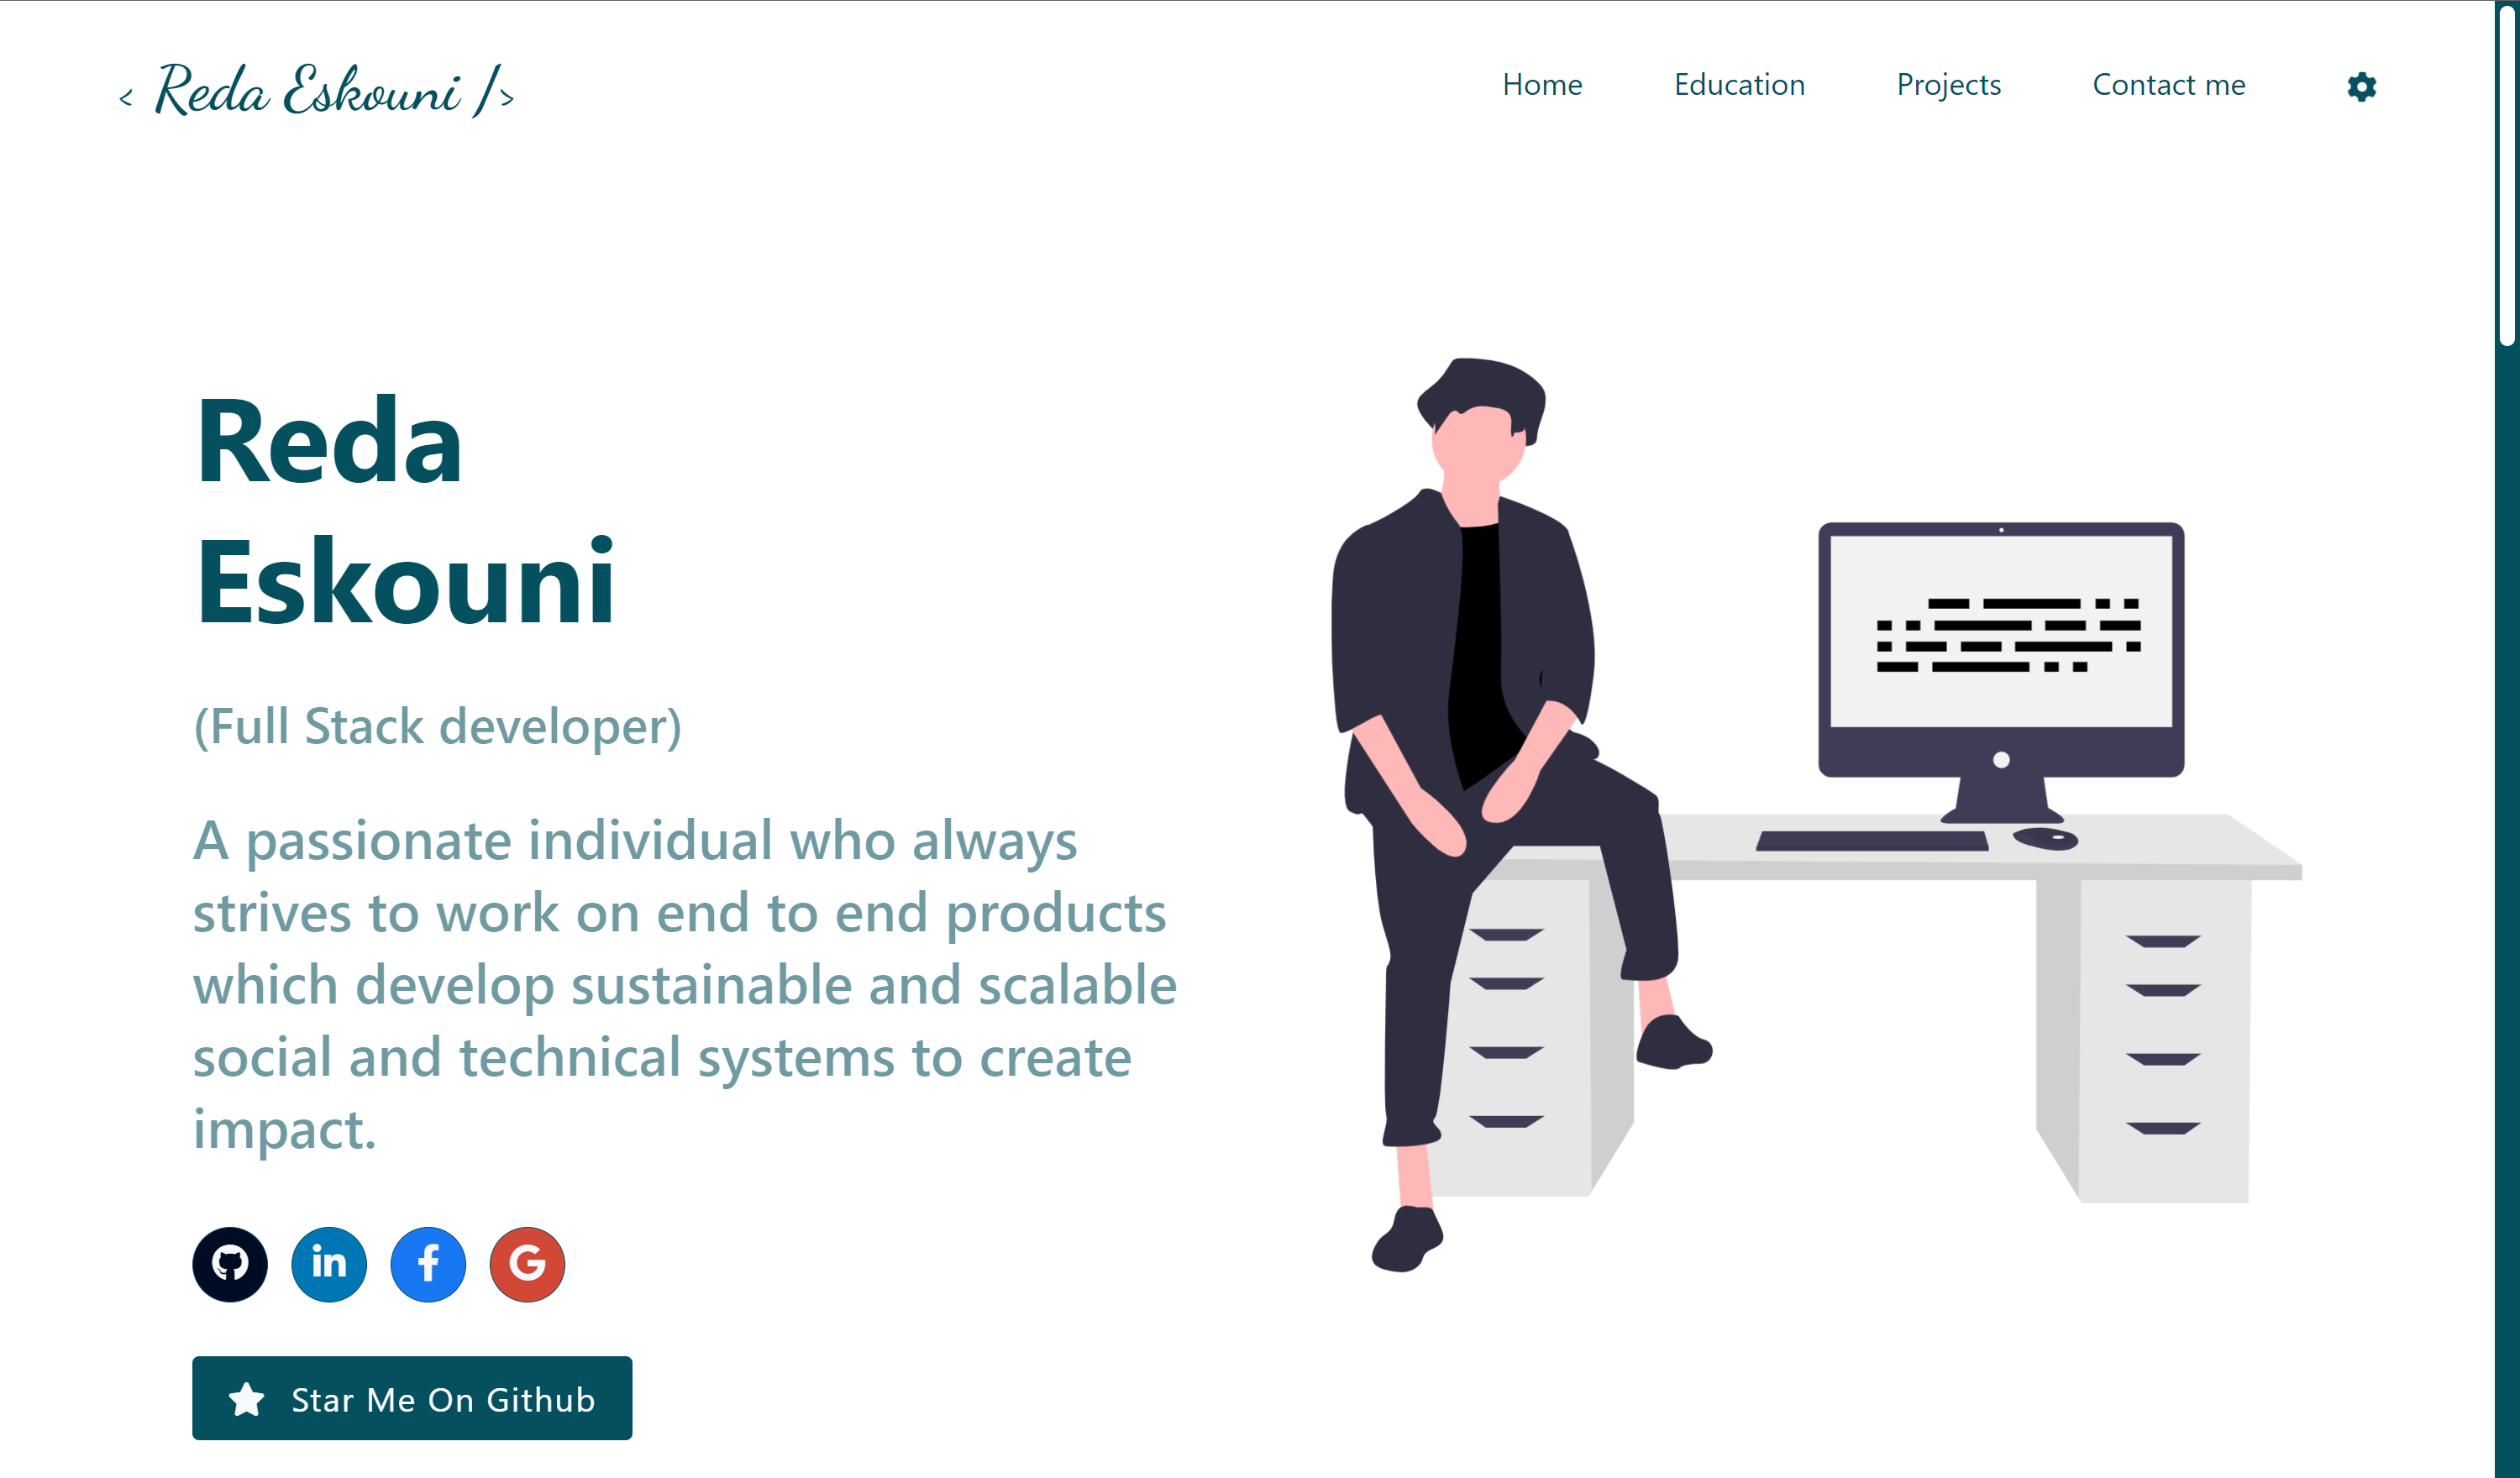 < Reda Eskouni />
Home Education Projects Contact me
Reda
Eskouni
(Full Stack developer)
A passionate individual who always
strives to work on end to end products
which develop sustainable and scalable
social and technical systems to create
impact.
in f G
Star Me On Github